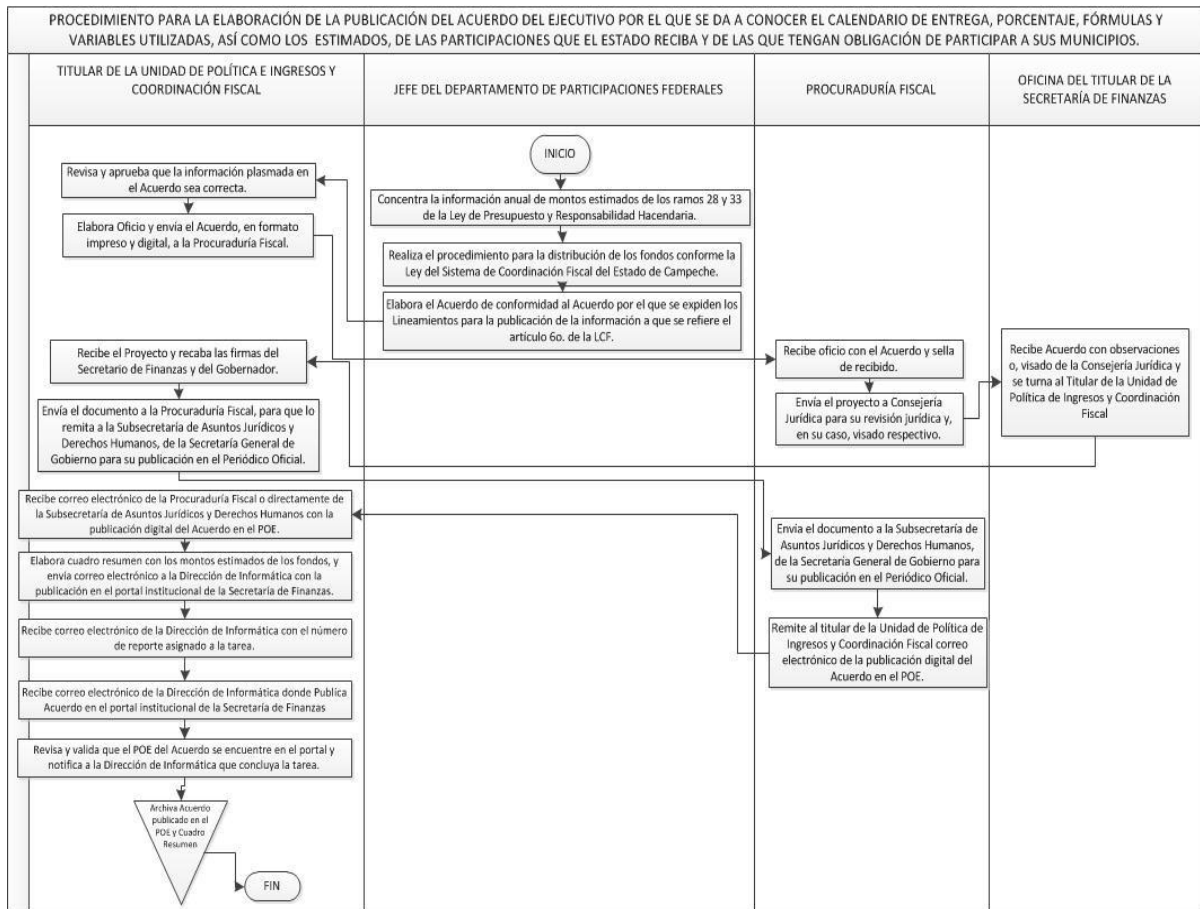 PROCEDIMIENTO PARA LA ELABORACIÓN DE LA PUBLICACIÓN DEL ACUERDO DEL EJECUTIVO POR EL QUE SE DA A CONOCER EL CALENDARIO DE ENTREGA, PORCENTAJE, FÓRMULAS Y
VARIABLES UTILIZADAS, ASÍ COMO LOS ESTIMADOS, DE LAS PARTICIPACIONES QUE EL ESTADO RECIBA Y DE LAS QUE TENGAN OBLIGACIÓN DE PARTICIPAR A SUS MUNICIPIOS.
TITULAR DE LA UNIDAD DE POLÍTICA E INGRESOS Y
COORDINACIÓN FISCAL
JEFE DEL DEPARTAMENTO DE PARTICIPACIONES FEDERALES
PROCURADURÍA FISCAL
OFICINA DEL TITULAR DE LA
SECRETARÍA DE FINANZAS
INICIO
Concentra la información anual de montos estimados de los ramos 28 y 33
de la Ley de Presupuesto y Responsabilidad Hacendaria.
Realiza el procedimiento para la distribución de los fondos conforme la
Ley del Sistema de Coordinación Fiscal del Estado de Campeche.
Elabora el Acuerdo de conformidad al Acuerdo por el que se expiden los
Lineamientos para la publicación de la información a que se refiere el
artículo 6o. de la LCF.
Revisa y aprueba que la información plasmada en
el Acuerdo sea correcta.
Elabora Oficio y envía el Acuerdo, en formato
impreso y digital, a la Procuraduría Fiscal.
Recibe oficio con el Acuerdo y sella
de recibido.
Envía el proyecto a Consejería
Jurídica para su revisión jurídica y,
en su caso, visado respectivo.
Recibe Acuerdo con observaciones
o, visado de la Consejería Jurídica y
se turna al Titular de la Unidad de
Política de Ingresos y Coordinación
Fiscal
Recibe el Proyecto y recaba las firmas del
Secretario de Finanzas y del Gobernador.
Envía el documento a la Procuraduría Fiscal, para que lo
remita a la Subsecretaría de Asuntos Jurídicos y
Derechos Humanos, de la Secretaría General de
Gobierno para su publicación en el Periódico Oficial.
Envía el documento a la Subsecretaría de
Asuntos Jurídicos y Derechos Humanos,
de la Secretaría General de Gobierno para
su publicación en el Periódico Oficial.
Remite al titular de la Unidad de Política de
Ingresos y Coordinación Fiscal correo
electrónico de la publicación digital del
Acuerdo en el POE.
Recibe correo electrónico de la Procuraduría Fiscal o directamente de
la Subsecretaría de Asuntos Jurídicos y Derechos Humanos con la
publicación digital del Acuerdo en el POE.
Elabora cuadro resumen con los montos estimados de los fondos, y
envía correo electrónico a la Dirección de Informática con la
publicación en el portal institucional de la Secretaría de Finanzas.
Recibe correo electrónico de la Dirección de Informática con el número
de reporte asignado a la tarea.
Recibe correo electrónico de la Dirección de Informática donde Publica
Acuerdo en el portal institucional de la Secretaría de Finanzas
Revisa y valida que el POE del Acuerdo se encuentre en el portal y
notifica a la Dirección de Informática que concluya la tarea.
Archiva Acuerdo
publicado en el
POE y Cuadro
Resumen
FIN